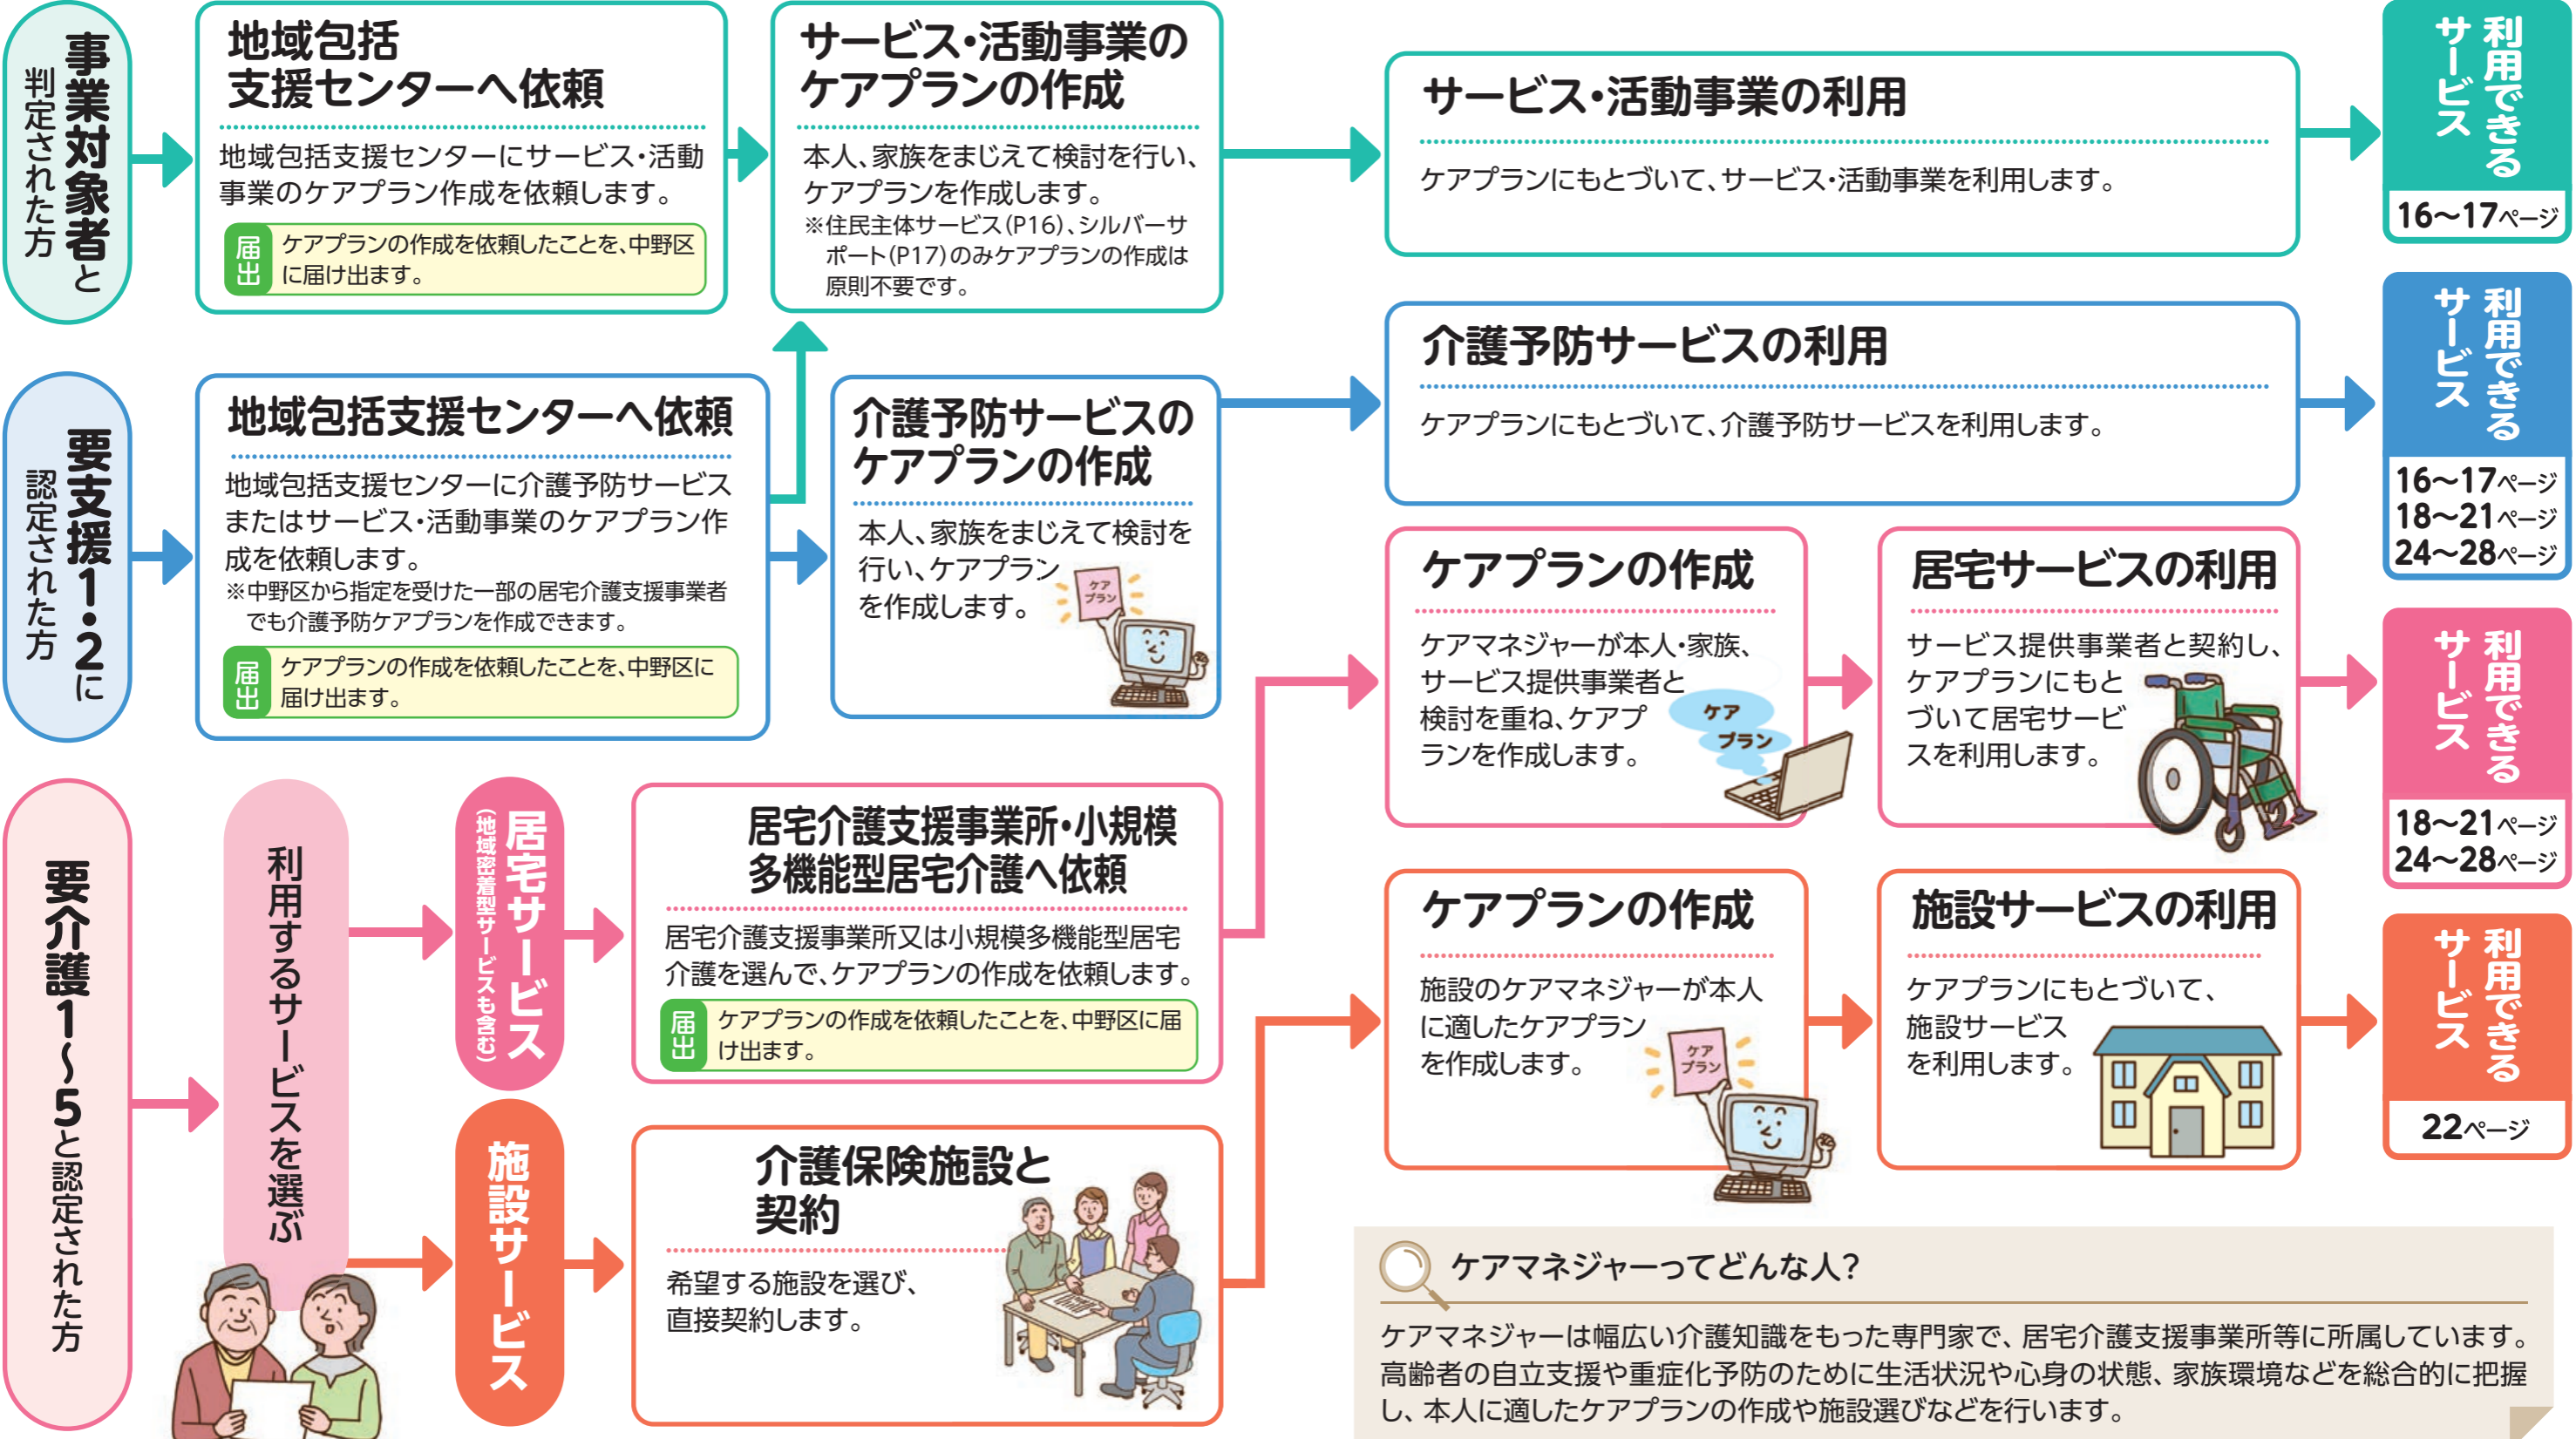 事業対象者と
判定された方
地域包括
支援センターへ依頼
地域包括支援センターにサービス・活動
事業のケアプラン作成を依頼します。
届出
ケアプランの作成を依頼したことを、中野区
に届け出ます。
サービス・活動事業の
ケアプランの作成
本人、家族をまじえて検討を行い、
ケアプランを作成します。
※住民主体サービス(P16)、シルバーサ
ポート(P17)のみケアプランの作成は
原則不要です。
サービス・活動事業の利用
ケアプランにもとづいて、サービス・活動事業を利用します。
利用できる
サービス
16〜17ページ
要支援1・2に
認定された方
地域包括支援センターへ依頼
地域包括支援センターに介護予防サービス
またはサービス・活動事業のケアプラン作
成を依頼します。
※中野区から指定を受けた一部の居宅介護支援事業者
でも介護予防ケアプランを作成できます。
届出
ケアプランの作成を依頼したことを、中野区に
届け出ます。
介護予防サービスの
ケアプランの作成
本人、家族をまじえて検討を
行い、ケアプラン
を作成します。
ケア
プラン
介護予防サービスの利用
ケアプランにもとづいて、介護予防サービスを利用します。
利用できる
サービス
16〜17ページ
18〜21ページ
24〜28ページ
要介護1〜5と認定された方
利用するサービスを選ぶ
居宅サービス
(地域密着型サービスも含む)
居宅介護支援事業所・小規模
多機能型居宅介護へ依頼
居宅介護支援事業所又は小規模多機能型居宅
介護を選んで、ケアプランの作成を依頼します。
届出
ケアプランの作成を依頼したことを、中野区に届
け出ます。
ケアプランの作成
ケアマネジャーが本人・家族、
サービス提供事業者と
検討を重ね、ケアプ
ランを作成します。
ケア
プラン
居宅サービスの利用
サービス提供事業者と契約し、
ケアプランにもと
づいて居宅サービ
スを利用します。
利用できる
サービス
18〜21ページ
24〜28ページ
施設サービス
介護保険施設と
契約
希望する施設を選び、
直接契約します。
ケアプランの作成
施設のケアマネジャーが本人
に適したケアプラン
を作成します。
ケア
プラン
施設サービスの利用
ケアプランにもとづいて、
施設サービス
を利用します。
利用できる
サービス
22ページ
ケアマネジャーってどんな人?
ケアマネジャーは幅広い介護知識をもった専門家で、居宅介護支援事業所等に所属しています。
高齢者の自立支援や重症化予防のために生活状況や心身の状態、家族環境などを総合的に把握
し、本人に適したケアプランの作成や施設選びなどを行います。